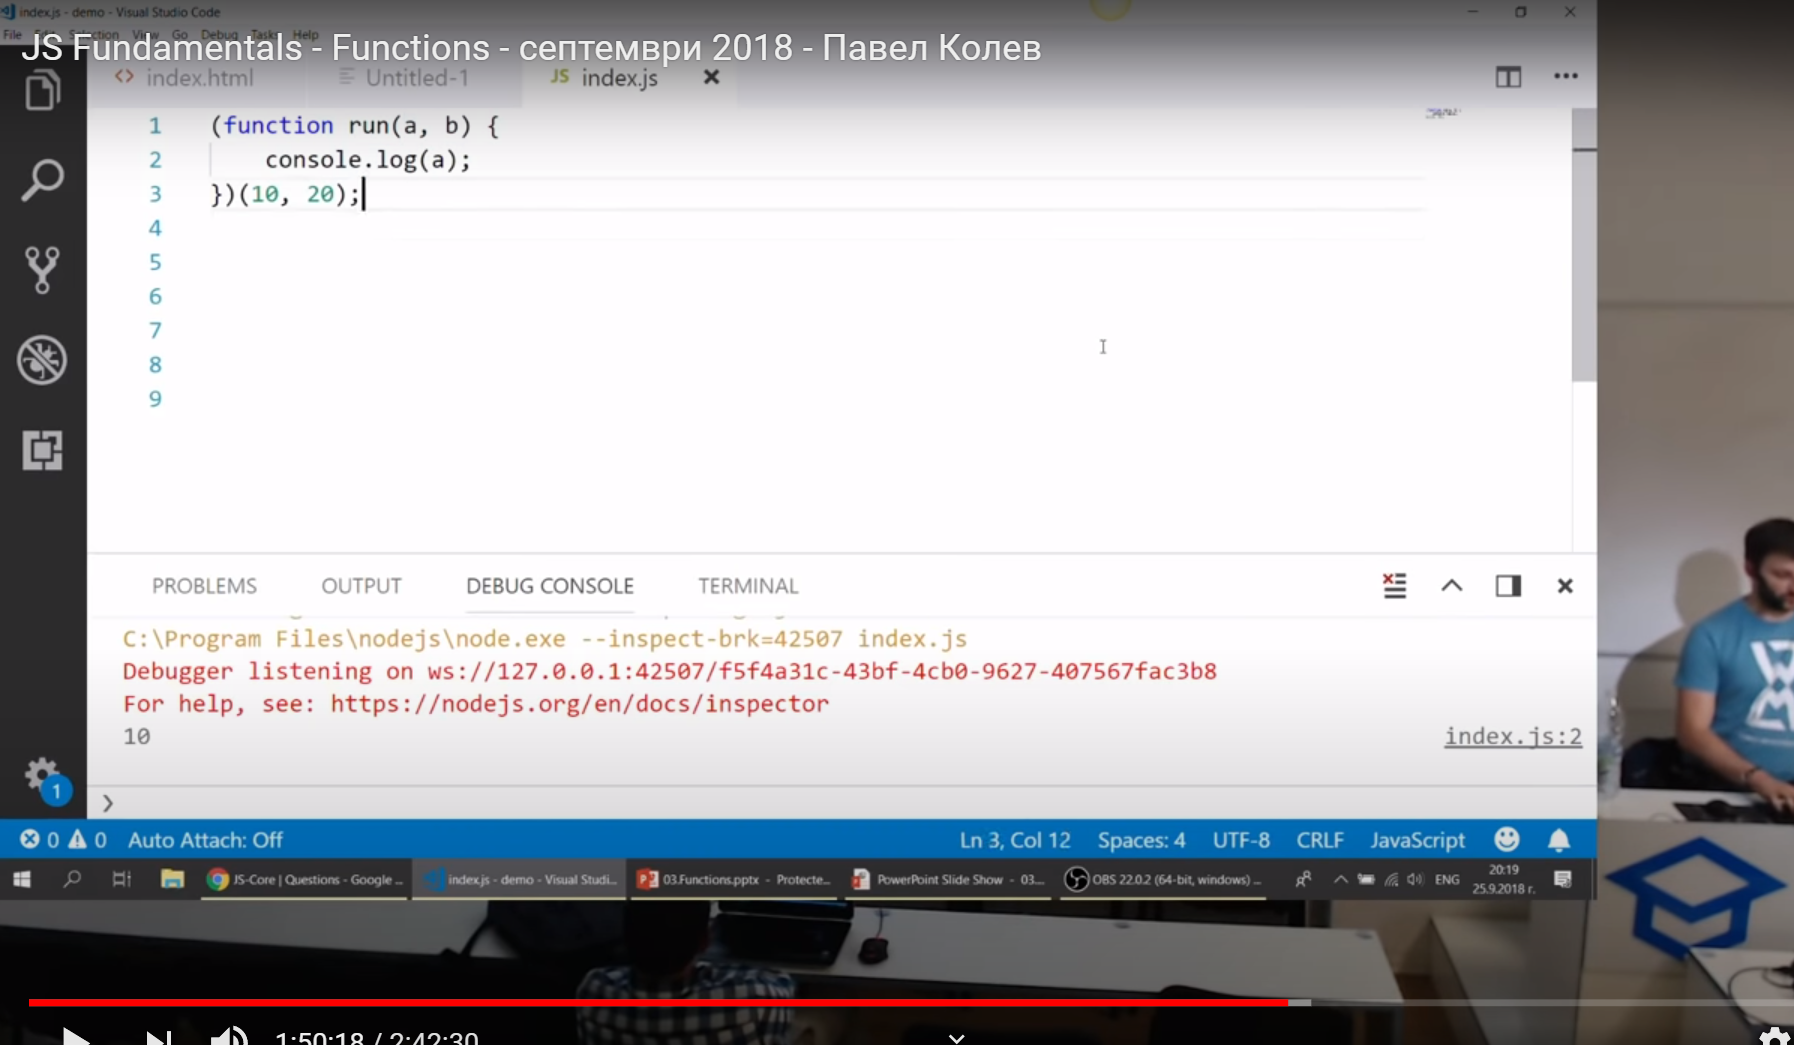 index.js - demo - Visual Studio Code
File Edit Selection View Go Debug Tasks Help
JS Fundamentals - Functions - септември 2018 - Павел Колев
<> index.html Untitled-1 JS index.js
1 (function run(a, b) {
2 console.log(a);
3 })(10, 20);
4
5
6
7
8
9
PROBLEMS OUTPUT DEBUG CONSOLE TERMINAL
C:\Program Files\nodejs\node.exe --inspect-brk=42507 index.js
Debugger listening on ws://127.0.0.1:42507/f5f4a31c-43bf-4cb0-9627-407567fac3b8
For help, see: https://nodejs.org/en/docs/inspector
10 index.js:2
1
0 0 Auto Attach: Off Ln 3, Col 12 Spaces: 4 UTF-8 CRLF JavaScript
JS-Core | Questions - Google ... index.js - demo - Visual Studi... 03.Functions.pptx - Protecte... PowerPoint Slide Show - 03.... OBS 22.0.2 (64-bit, windows) ... ENG 20:19
25.9.2018 г.
1:50:18 / 2:42:30